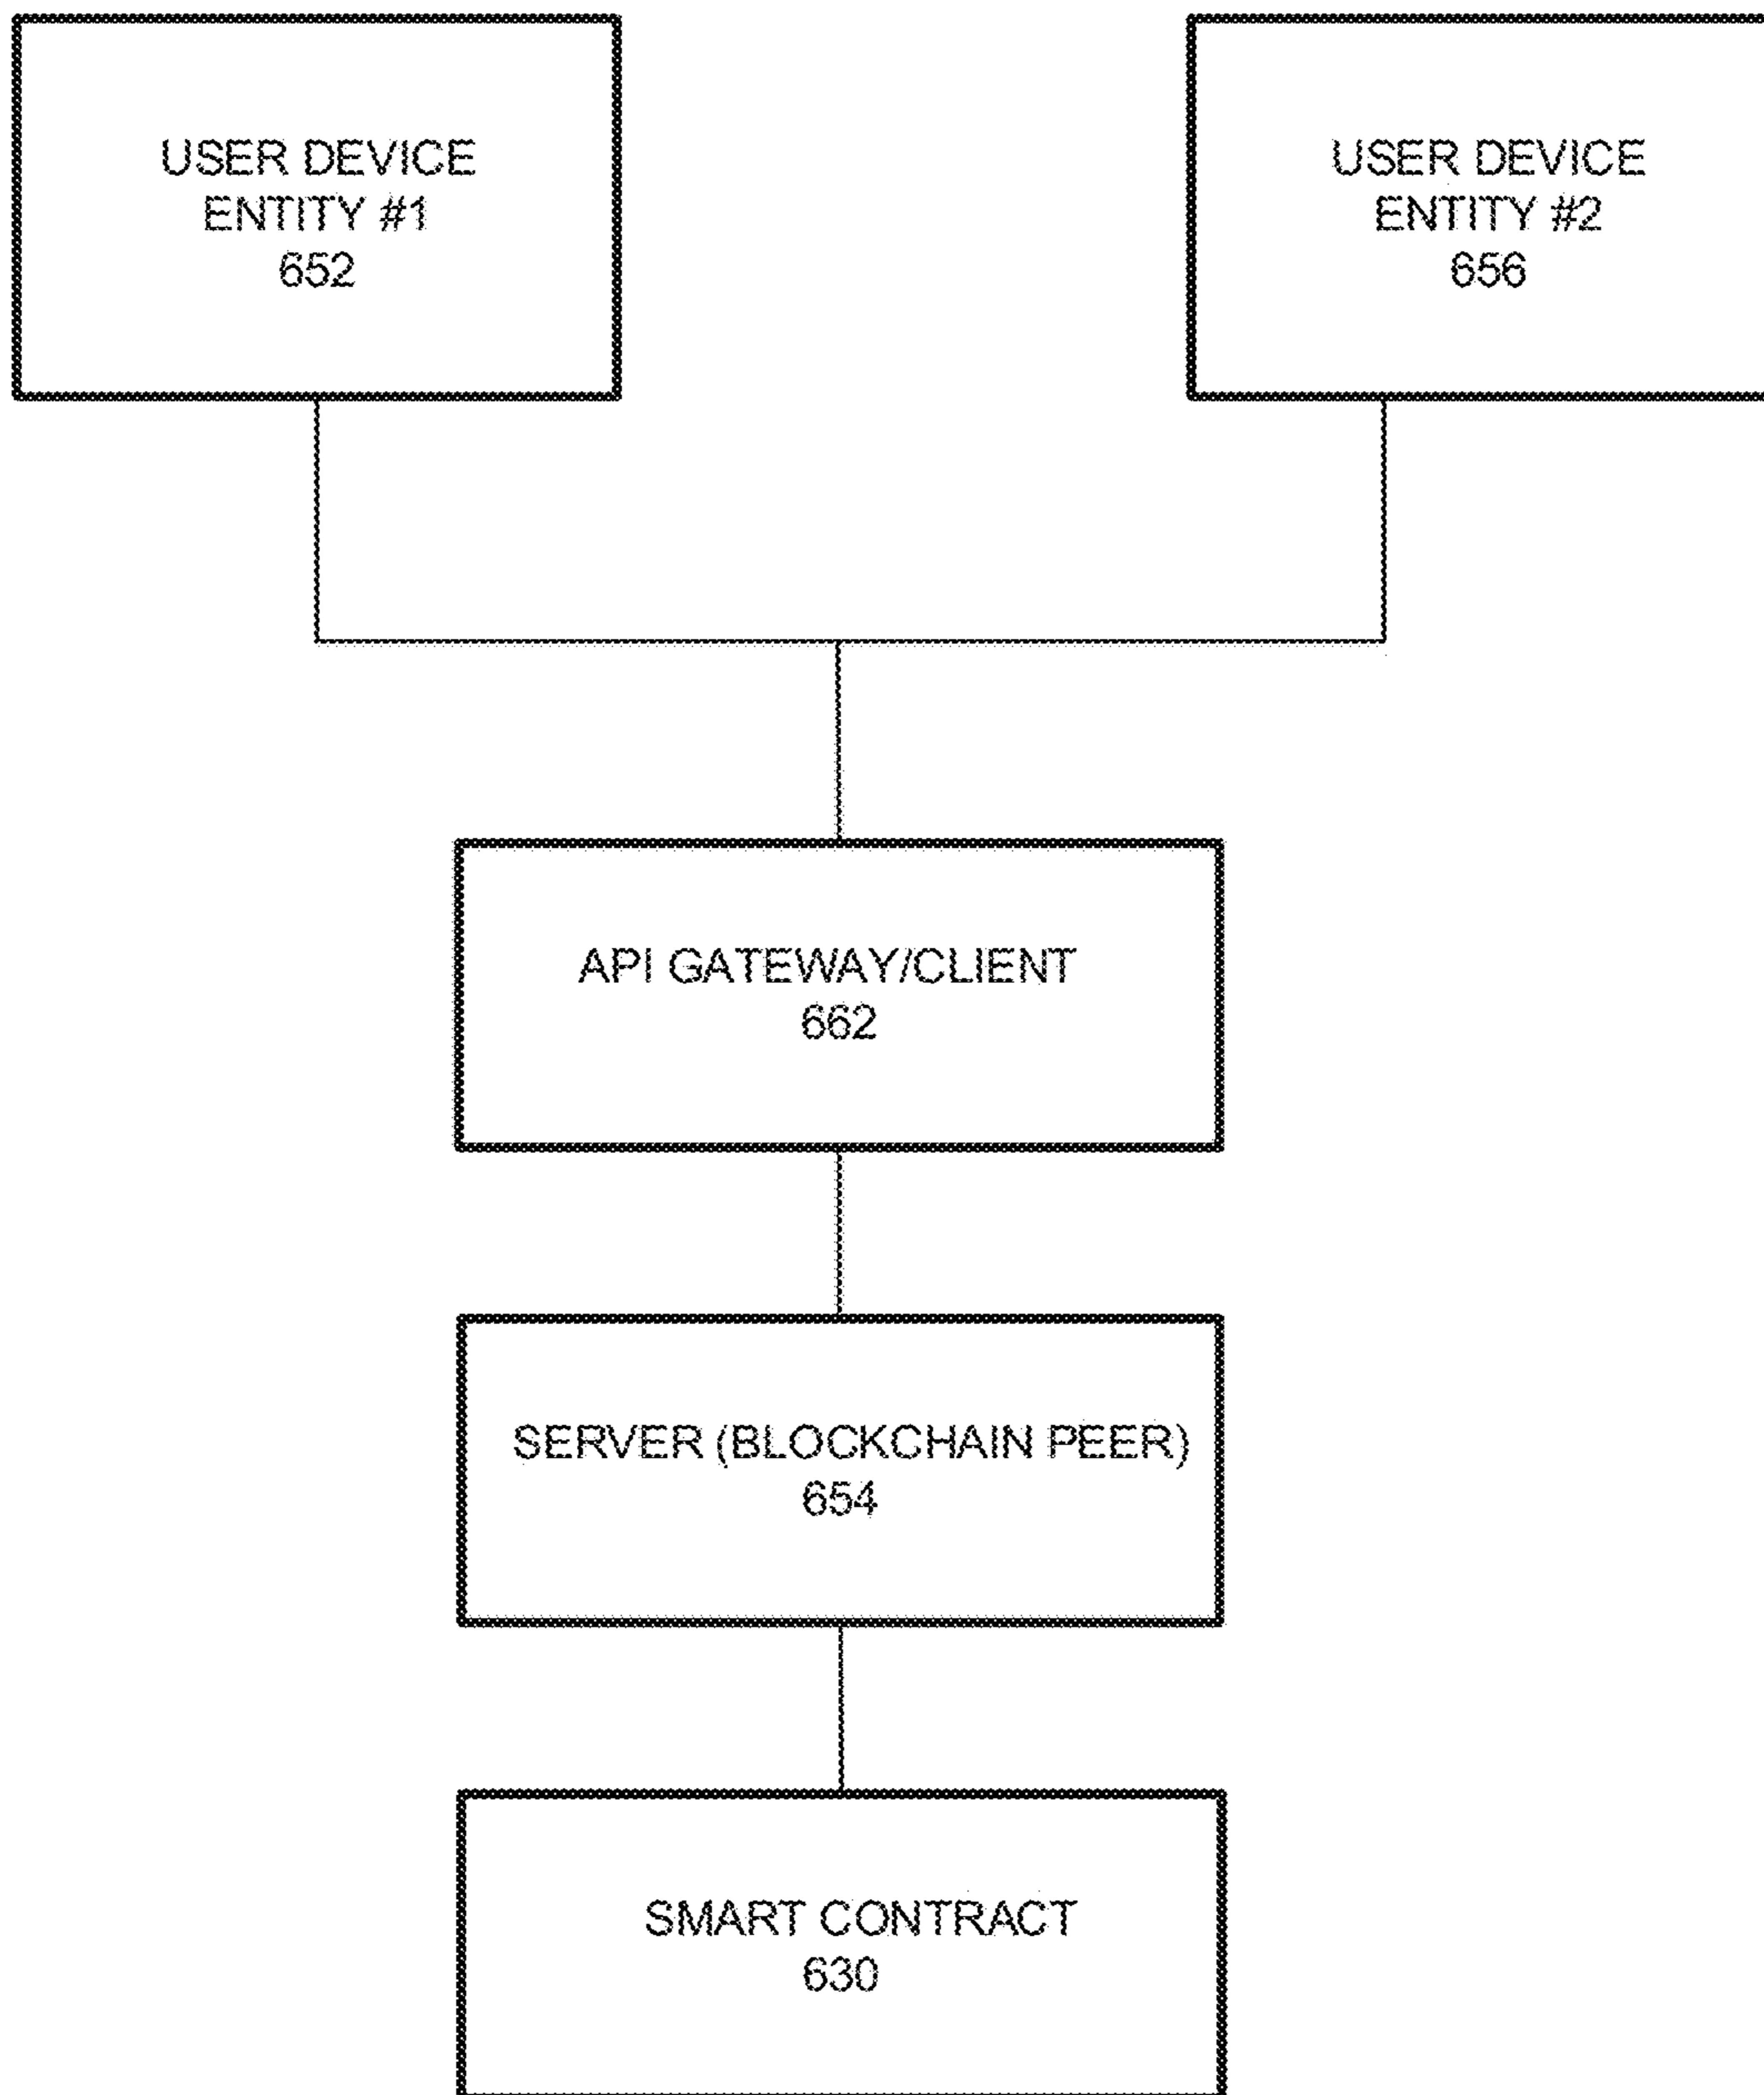 USER DEVICE
ENTITY #1
652
USER DEVICE
ENTITY #2
656
API GATEWAY/CLIENT
662
SERVER (BLOCKCHAIN PEER)
654
SMART CONTRACT
630